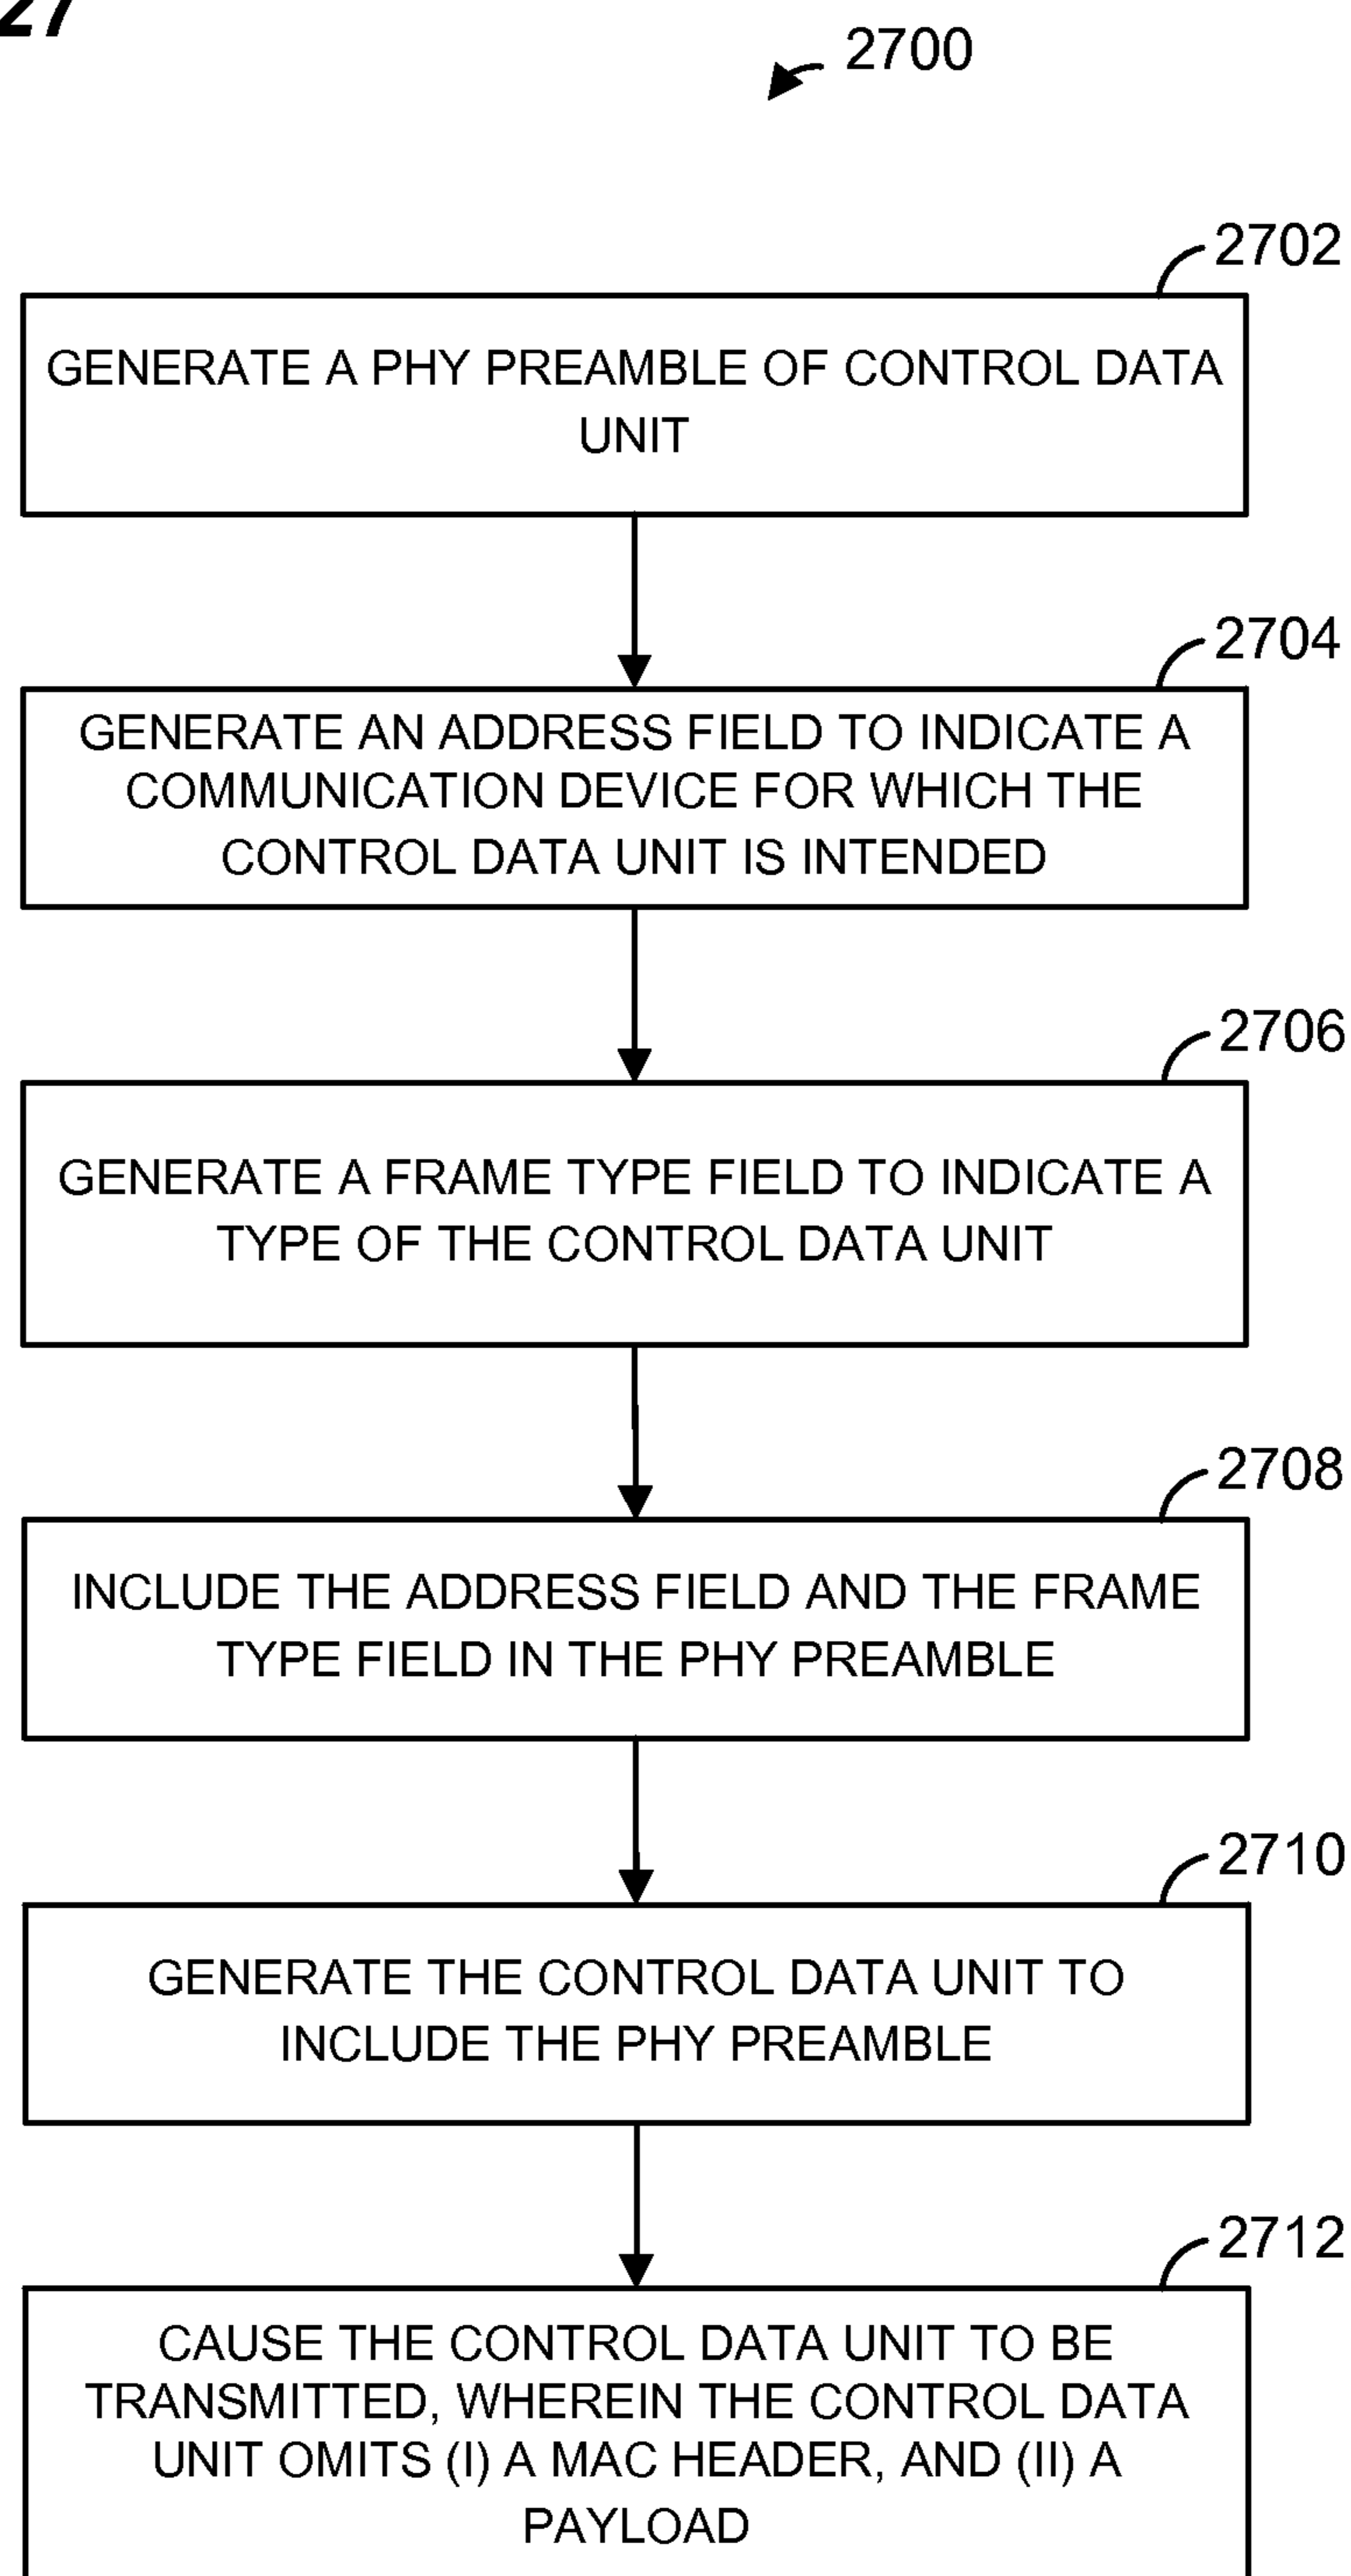 27
2700
2702
GENERATE A PHY PREAMBLE OF CONTROL DATA
UNIT
2704
GENERATE AN ADDRESS FIELD TO INDICATE A
COMMUNICATION DEVICE FOR WHICH THE
CONTROL DATA UNIT IS INTENDED
2706
GENERATE A FRAME TYPE FIELD TO INDICATE A
TYPE OF THE CONTROL DATA UNIT
2708
INCLUDE THE ADDRESS FIELD AND THE FRAME
TYPE FIELD IN THE PHY PREAMBLE
2710
GENERATE THE CONTROL DATA UNIT TO
INCLUDE THE PHY PREAMBLE
2712
CAUSE THE CONTROL DATA UNIT TO BE
TRANSMITTED, WHEREIN THE CONTROL DATA
UNIT OMITS (I) A MAC HEADER, AND (II) A
PAYLOAD